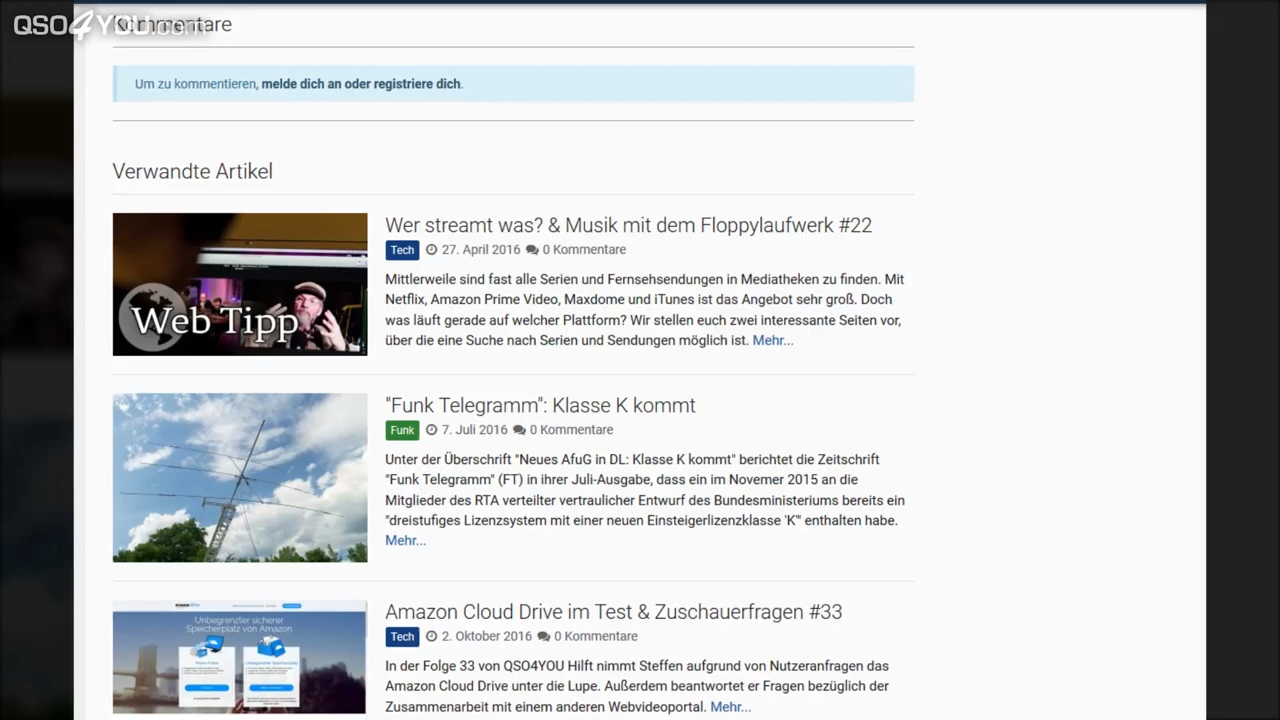 QSO4YOU.com
Kommentare
Um zu kommentieren, melde dich an oder registriere dich.
Verwandte Artikel
Web Tipp
Wer streamt was? & Musik mit dem Floppylaufwerk #22
Tech 27. April 2016 0 Kommentare
Mittlerweile sind fast alle Serien und Fernsehsendungen in Mediatheken zu finden. Mit
Netflix, Amazon Prime Video, Maxdome und iTunes ist das Angebot sehr groß. Doch
was läuft gerade auf welcher Plattform? Wir stellen euch zwei interessante Seiten vor,
über die eine Suche nach Serien und Sendungen möglich ist. Mehr...
"Funk Telegramm": Klasse K kommt
Funk 7. Juli 2016 0 Kommentare
Unter der Überschrift "Neues AfuG in DL: Klasse K kommt" berichtet die Zeitschrift
"Funk Telegramm" (FT) in ihrer Juli-Ausgabe, dass ein im Novemer 2015 an die
Mitglieder des RTA verteilter vertraulicher Entwurf des Bundesministeriums bereits ein
"dreistufiges Lizenzsystem mit einer neuen Einsteigerlizenzklasse 'K'" enthalten habe.
Mehr...
Unbegrenzter sicherer
Speicherplatz von Amazon
Amazon Cloud Drive im Test & Zuschauerfragen #33
Tech 2. Oktober 2016 0 Kommentare
In der Folge 33 von QSO4YOU Hilft nimmt Steffen aufgrund von Nutzeranfragen das
Amazon Cloud Drive unter die Lupe. Außerdem beantwortet er Fragen bezüglich der
Zusammenarbeit mit einem anderen Webvideoportal. Mehr...